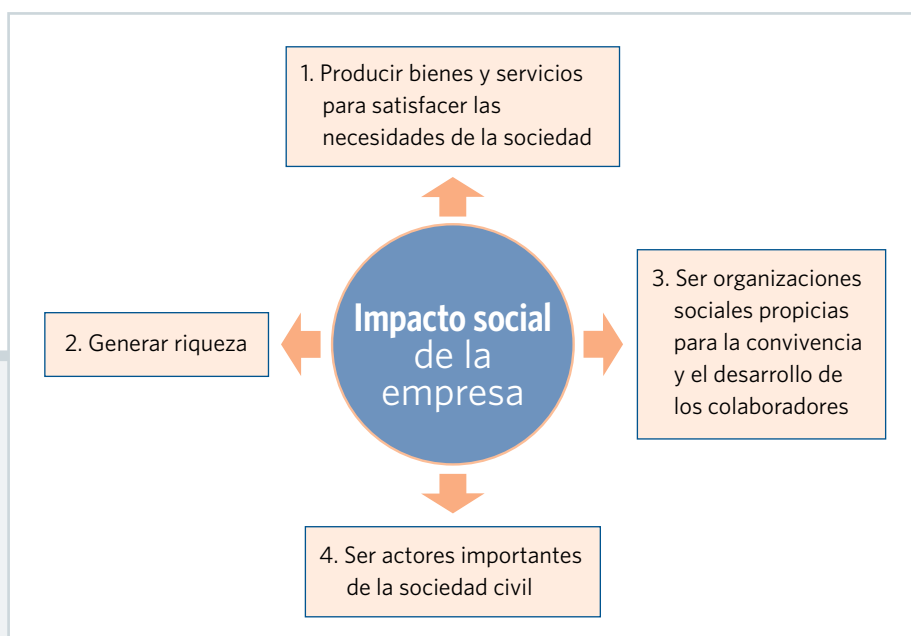 1. Producir bienes y servicios
para satisfacer las
necesidades de la sociedad
Impacto social
de la
empresa
2. Generar riqueza
3. Ser organizaciones
sociales propicias
para la convivencia
y el desarrollo de
los colaboradores
4. Ser actores importantes
de la sociedad civil